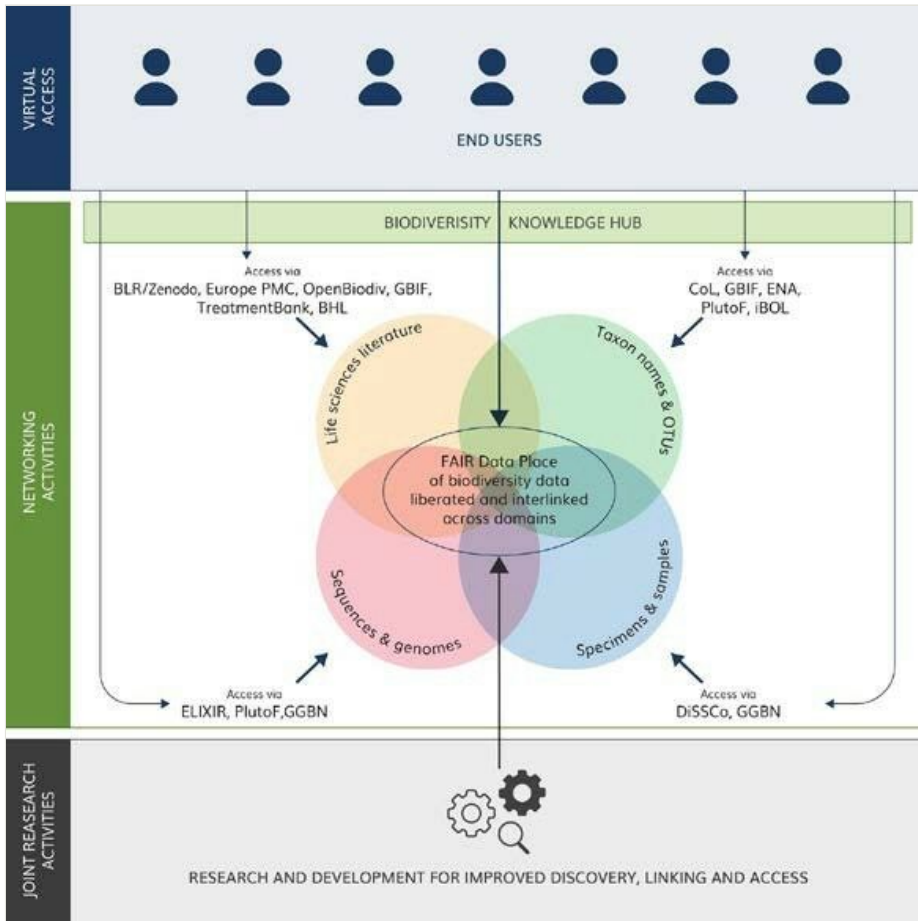 VIRTUAL
ACCESS
END USERS
NETWORKING
ACTIVITIES
BIODIVERISITY KNOWLEDGE HUB
Access via
BLR/Zenodo, Europe PMC, OpenBiodiv, GBIF,
TreatmentBank, BHL
Access via
CoL, GBIF, ENA,
PlutoF, iBOL
Life sciences literature
Taxon names & OTUs
FAIR Data Place
of biodiversity data
liberated and interlinked
across domains
Sequences & genomes
Specimens & samples
Access via
ELIXIR, PlutoF,GGBN
Access via
DiSSCo, GGBN
JOINT REASEARCH
ACTIVITIES
RESEARCH AND DEVELOPMENT FOR IMPROVED DISCOVERY, LINKING AND ACCESS